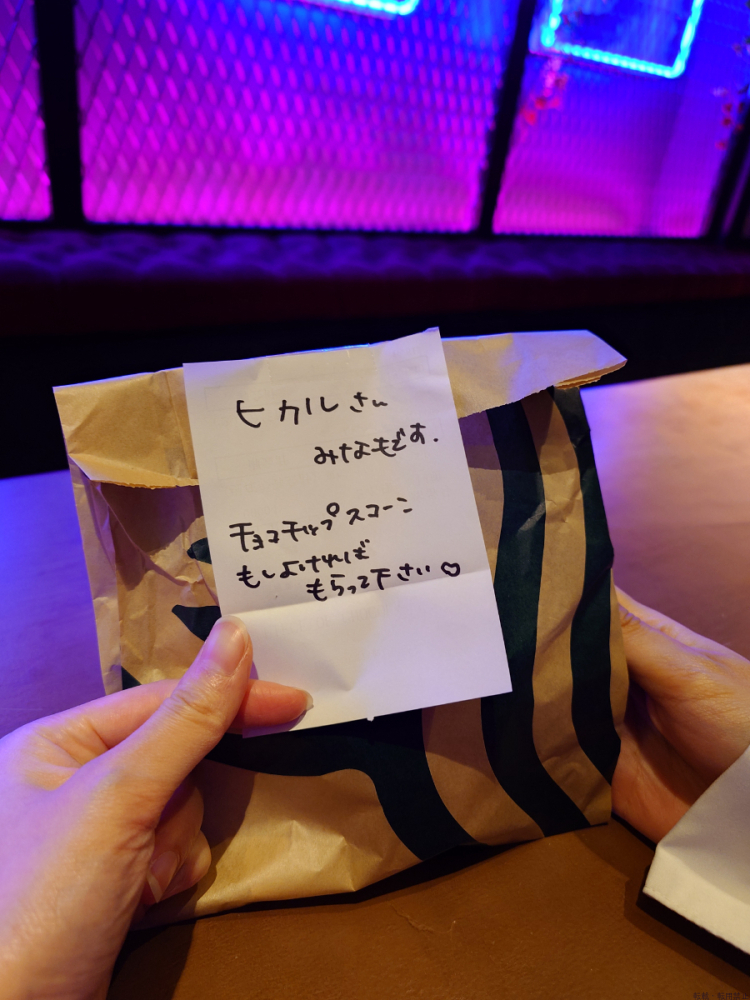 ヒカルさん
みなもです.
チョコチップスコーン
もしよければ
もらって下さい♡